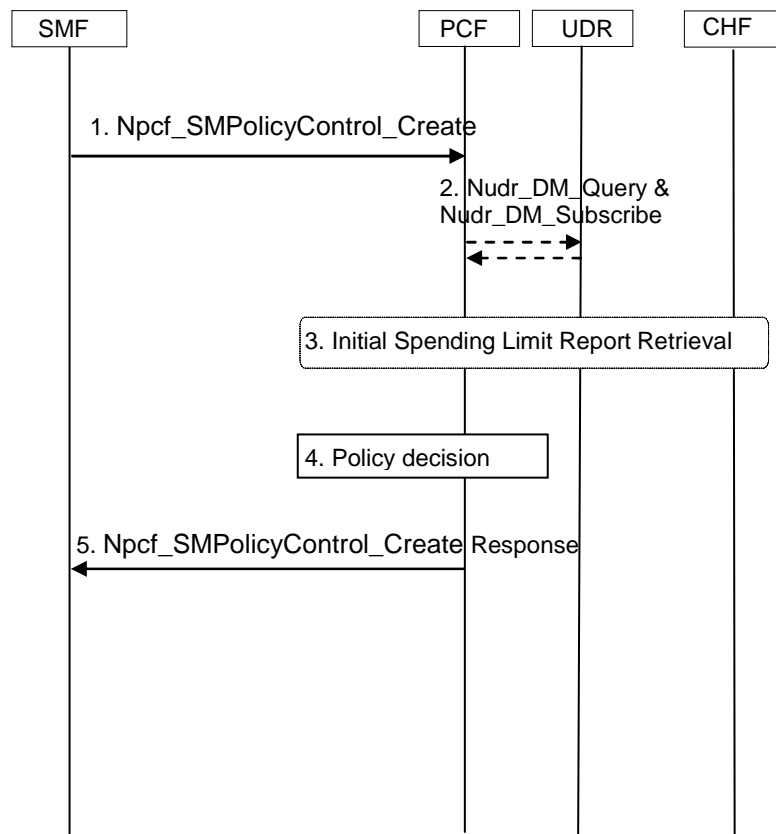 SMF
PCF
UDR
CHF
1. Npcf_SMPolicyControl_Create
2. Nudr_DM_Query &
Nudr_DM_Subscribe
3. Initial Spending Limit Report Retrieval
4. Policy decision
5. Npcf_SMPolicyControl_Create Response